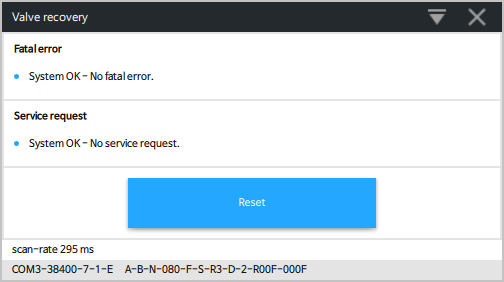 Valve recovery
Fatal error
System OK - No fatal error.
Service request
System OK - No service request.
Reset
scan-rate 295 ms
COM3-38400-7-1-E A-B-N-080-F-S-R3-D-2-R00F-000F